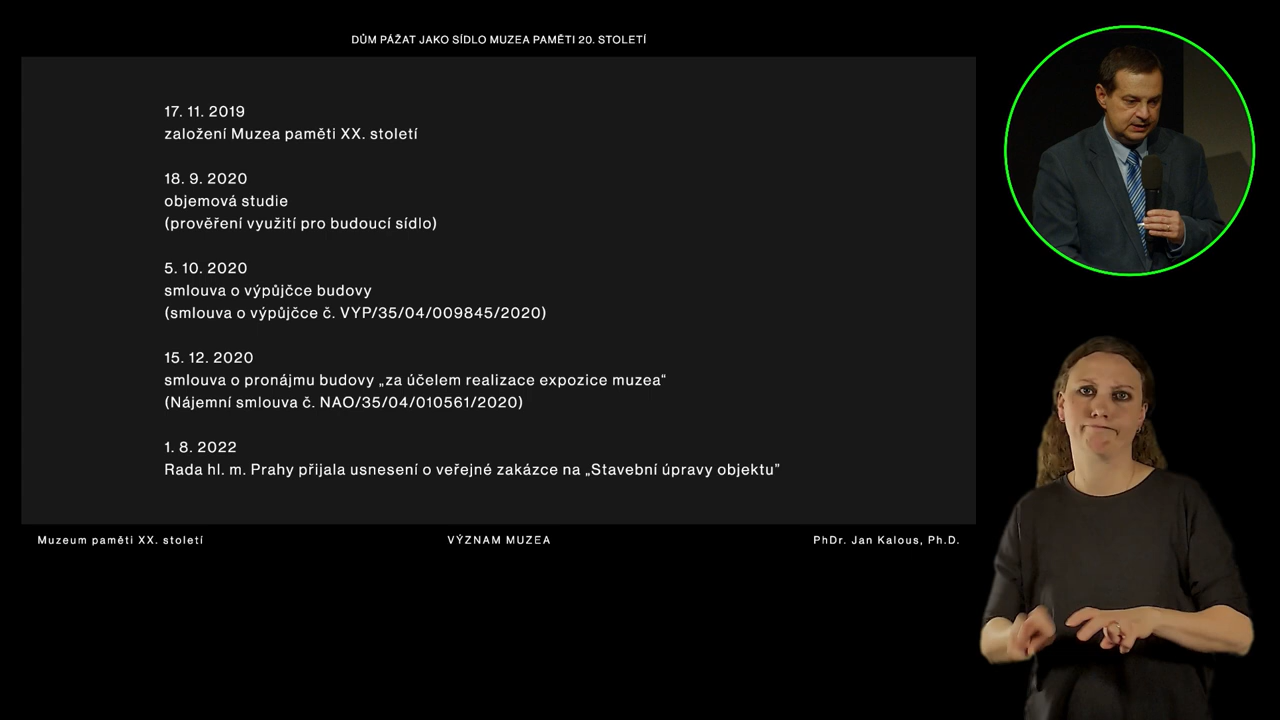 DŮM PÁŽAT JAKO SÍDLO MUZEA PAMĚTI 20. STOLETÍ
17. 11. 2019
založení Muzea paměti XX. století
18. 9. 2020
objemová studie
(prověření využití pro budoucí sídlo)
5. 10. 2020
smlouva o výpůjčce budovy
(smlouva o výpůjčce č. VYP/35/04/009845/2020)
15. 12. 2020
smlouva o pronájmu budovy „za účelem realizace expozice muzea“
(Nájemní smlouva č. NAO/35/04/010561/2020)
1. 8. 2022
Rada hl. m. Prahy přijala usnesení o veřejné zakázce na „Stavební úpravy objektu”
Muzeum paměti XX. století
VÝZNAM MUZEA
PhDr. Jan Kalous, Ph.D.